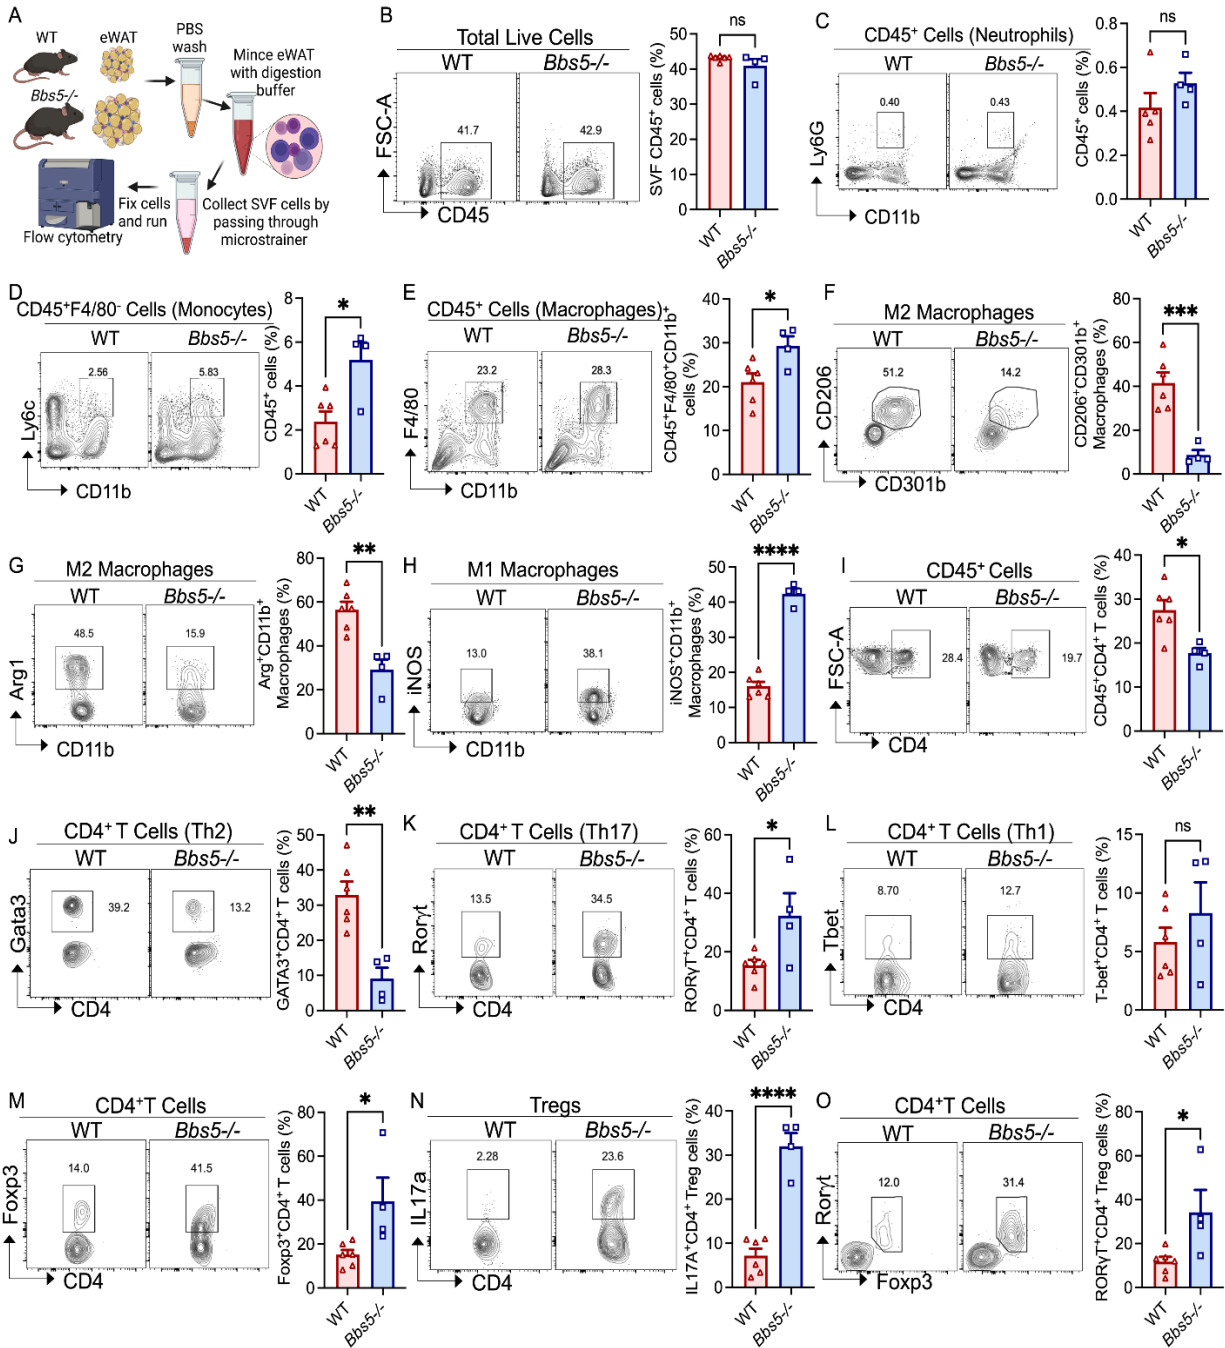 A
WT
eWAT
Bbs5-/-
PBS
wash
Mince eWAT
with digestion
buffer
Collect SVF cells by
passing through
microstrainer
Fix cells
and run
Flow cytometry
B
Total Live Cells
WT
Bbs5-/-
41.7
42.9
FSC-A
CD45
SVF CD45+ cells (%)
50
40
30
20
10
0
ns
WT
Bbs5-/-
C
CD45+ Cells (Neutrophils)
WT
Bbs5-/-
0.40
0.43
Ly6G
CD11b
CD45+ cells (%)
0.8
0.6
0.4
0.2
0.0
ns
WT
Bbs5-/-
D
CD45+F4/80- Cells (Monocytes)
WT
Bbs5-/-
2.56
5.83
Ly6c
CD11b
CD45+ cells (%)
8
6
4
2
0
*
WT
Bbs5-/-
E
CD45+ Cells (Macrophages)
WT
Bbs5-/-
23.2
28.3
F4/80
CD11b
CD45+F4/80+CD11b+
cells (%)
40
30
20
10
0
*
WT
Bbs5-/-
F
M2 Macrophages
WT
Bbs5-/-
51.2
14.2
CD206
CD301b
CD206+CD301b+
Macrophages (%)
80
60
40
20
0
***
WT
Bbs5-/-
G
M2 Macrophages
WT
Bbs5-/-
48.5
15.9
Arg1
CD11b
Arg+CD11b+
Macrophages (%)
80
60
40
20
0
**
WT
Bbs5-/-
H
M1 Macrophages
WT
Bbs5-/-
13.0
38.1
iNOS
CD11b
iNOS+CD11b+
Macrophages (%)
50
40
30
20
10
0
****
WT
Bbs5-/-
I
CD45+ Cells
WT
Bbs5-/-
28.4
19.7
FSC-A
CD4
CD45+CD4+ T cells (%)
40
30
20
10
0
*
WT
Bbs5-/-
J
CD4+ T Cells (Th2)
WT
Bbs5-/-
39.2
13.2
Gata3
CD4
GATA3+CD4+ T cells (%)
50
40
30
20
10
0
**
WT
Bbs5-/-
K
CD4+ T Cells (Th17)
WT
Bbs5-/-
13.5
34.5
Rorγt
CD4
RORγT+CD4+ T cells (%)
60
40
20
0
*
WT
Bbs5-/-
L
CD4+ T Cells (Th1)
WT
Bbs5-/-
8.70
12.7
Tbet
CD4
T-bet+CD4+ T cells (%)
15
10
5
0
ns
WT
Bbs5-/-
M
CD4+T Cells
WT
Bbs5-/-
14.0
41.5
Foxp3
CD4
Foxp3+CD4+ T cells (%)
80
60
40
20
0
*
WT
Bbs5-/-
N
Tregs
WT
Bbs5-/-
2.28
23.6
IL17a
CD4
IL17A+CD4+ Treg cells (%)
40
30
20
10
0
****
WT
Bbs5-/-
O
CD4+T Cells
WT
Bbs5-/-
12.0
31.4
Rorγt
Foxp3
RORγT+CD4+ Treg cells (%)
80
60
40
20
0
*
WT
Bbs5-/-